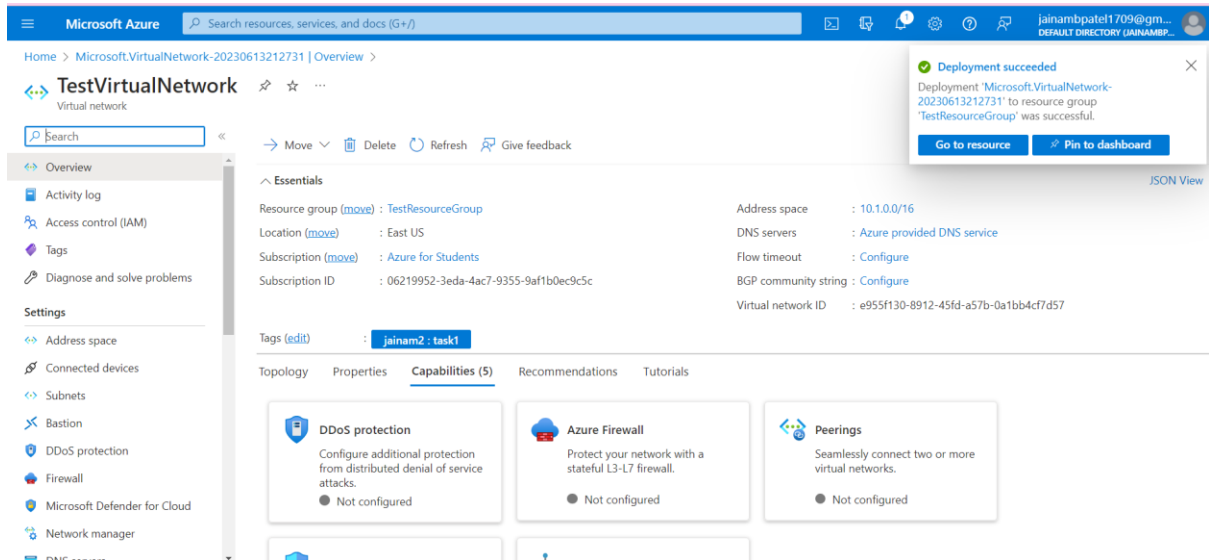 Microsoft Azure
Search resources, services, and docs (G+/)
1
jainambpatel1709@gm...
DEFAULT DIRECTORY (JAINAMBP...
Home > Microsoft.VirtualNetwork-20230613212731 | Overview >
TestVirtualNetwork
Virtual network
Deployment succeeded
Deployment 'Microsoft.VirtualNetwork-
20230613212731' to resource group
'TestResourceGroup' was successful.
Go to resource
Pin to dashboard
Search
Overview
Activity log
Access control (IAM)
Tags
Diagnose and solve problems
Settings
Address space
Connected devices
Subnets
Bastion
DDoS protection
Firewall
Microsoft Defender for Cloud
Network manager
DNS servers
Move
Delete
Refresh
Give feedback
Essentials
JSON View
Resource group (move) : TestResourceGroup
Location (move) : East US
Subscription (move) : Azure for Students
Subscription ID : 06219952-3eda-4ac7-9355-9af1b0ec9c5c
Address space : 10.1.0.0/16
DNS servers : Azure provided DNS service
Flow timeout : Configure
BGP community string : Configure
Virtual network ID : e955f130-8912-45fd-a57b-0a1bb4cf7d57
Tags (edit) : jainam2 : task1
Topology
Properties
Capabilities (5)
Recommendations
Tutorials
DDoS protection
Configure additional protection
from distributed denial of service
attacks.
Not configured
Azure Firewall
Protect your network with a
stateful L3-L7 firewall.
Not configured
Peerings
Seamlessly connect two or more
virtual networks.
Not configured